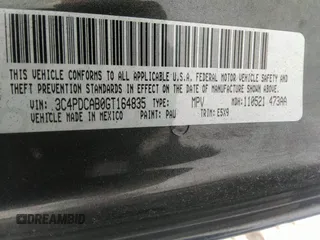 THIS VEHICLE CONFORMS TO ALL APPLICABLE U.S.A. FEDERAL MOTOR VEHICLE SAFETY AND
THEFT PREVENTION STANDARDS IN EFFECT ON THE DATE OF MANUFACTURE SHOWN ABOVE.
VIN: 3C4PDCAB0GT164835 TYPE: MPV MDH: 110521 473AA
VEHICLE MADE IN MEXICO PAINT: PAU TRIM: E5X9
DREAMBID